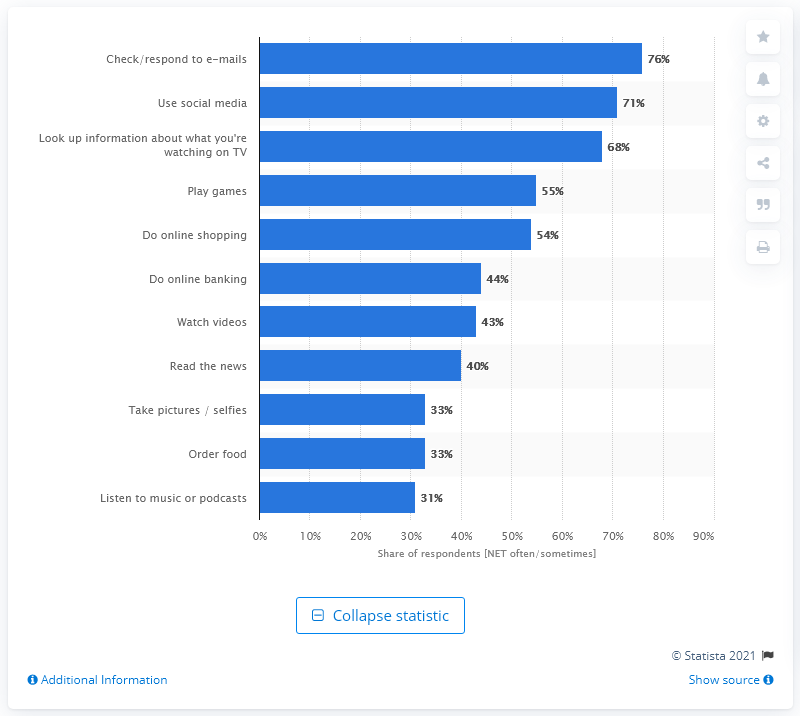 Check/respond to e-mails 76%
Use social media 71%
Look up information about what you're
watching on TV 68%
Play games 55%
Do online shopping 54%
Do online banking 44%
Watch videos 43%
Read the news 40%
Take pictures / selfies 33%
Order food 33%
Listen to music or podcasts 31%
0% 10% 20% 30% 40% 50% 60% 70% 80% 90%
Share of respondents [NET often/sometimes]
Collapse statistic
© Statista 2021
Additional Information Show source